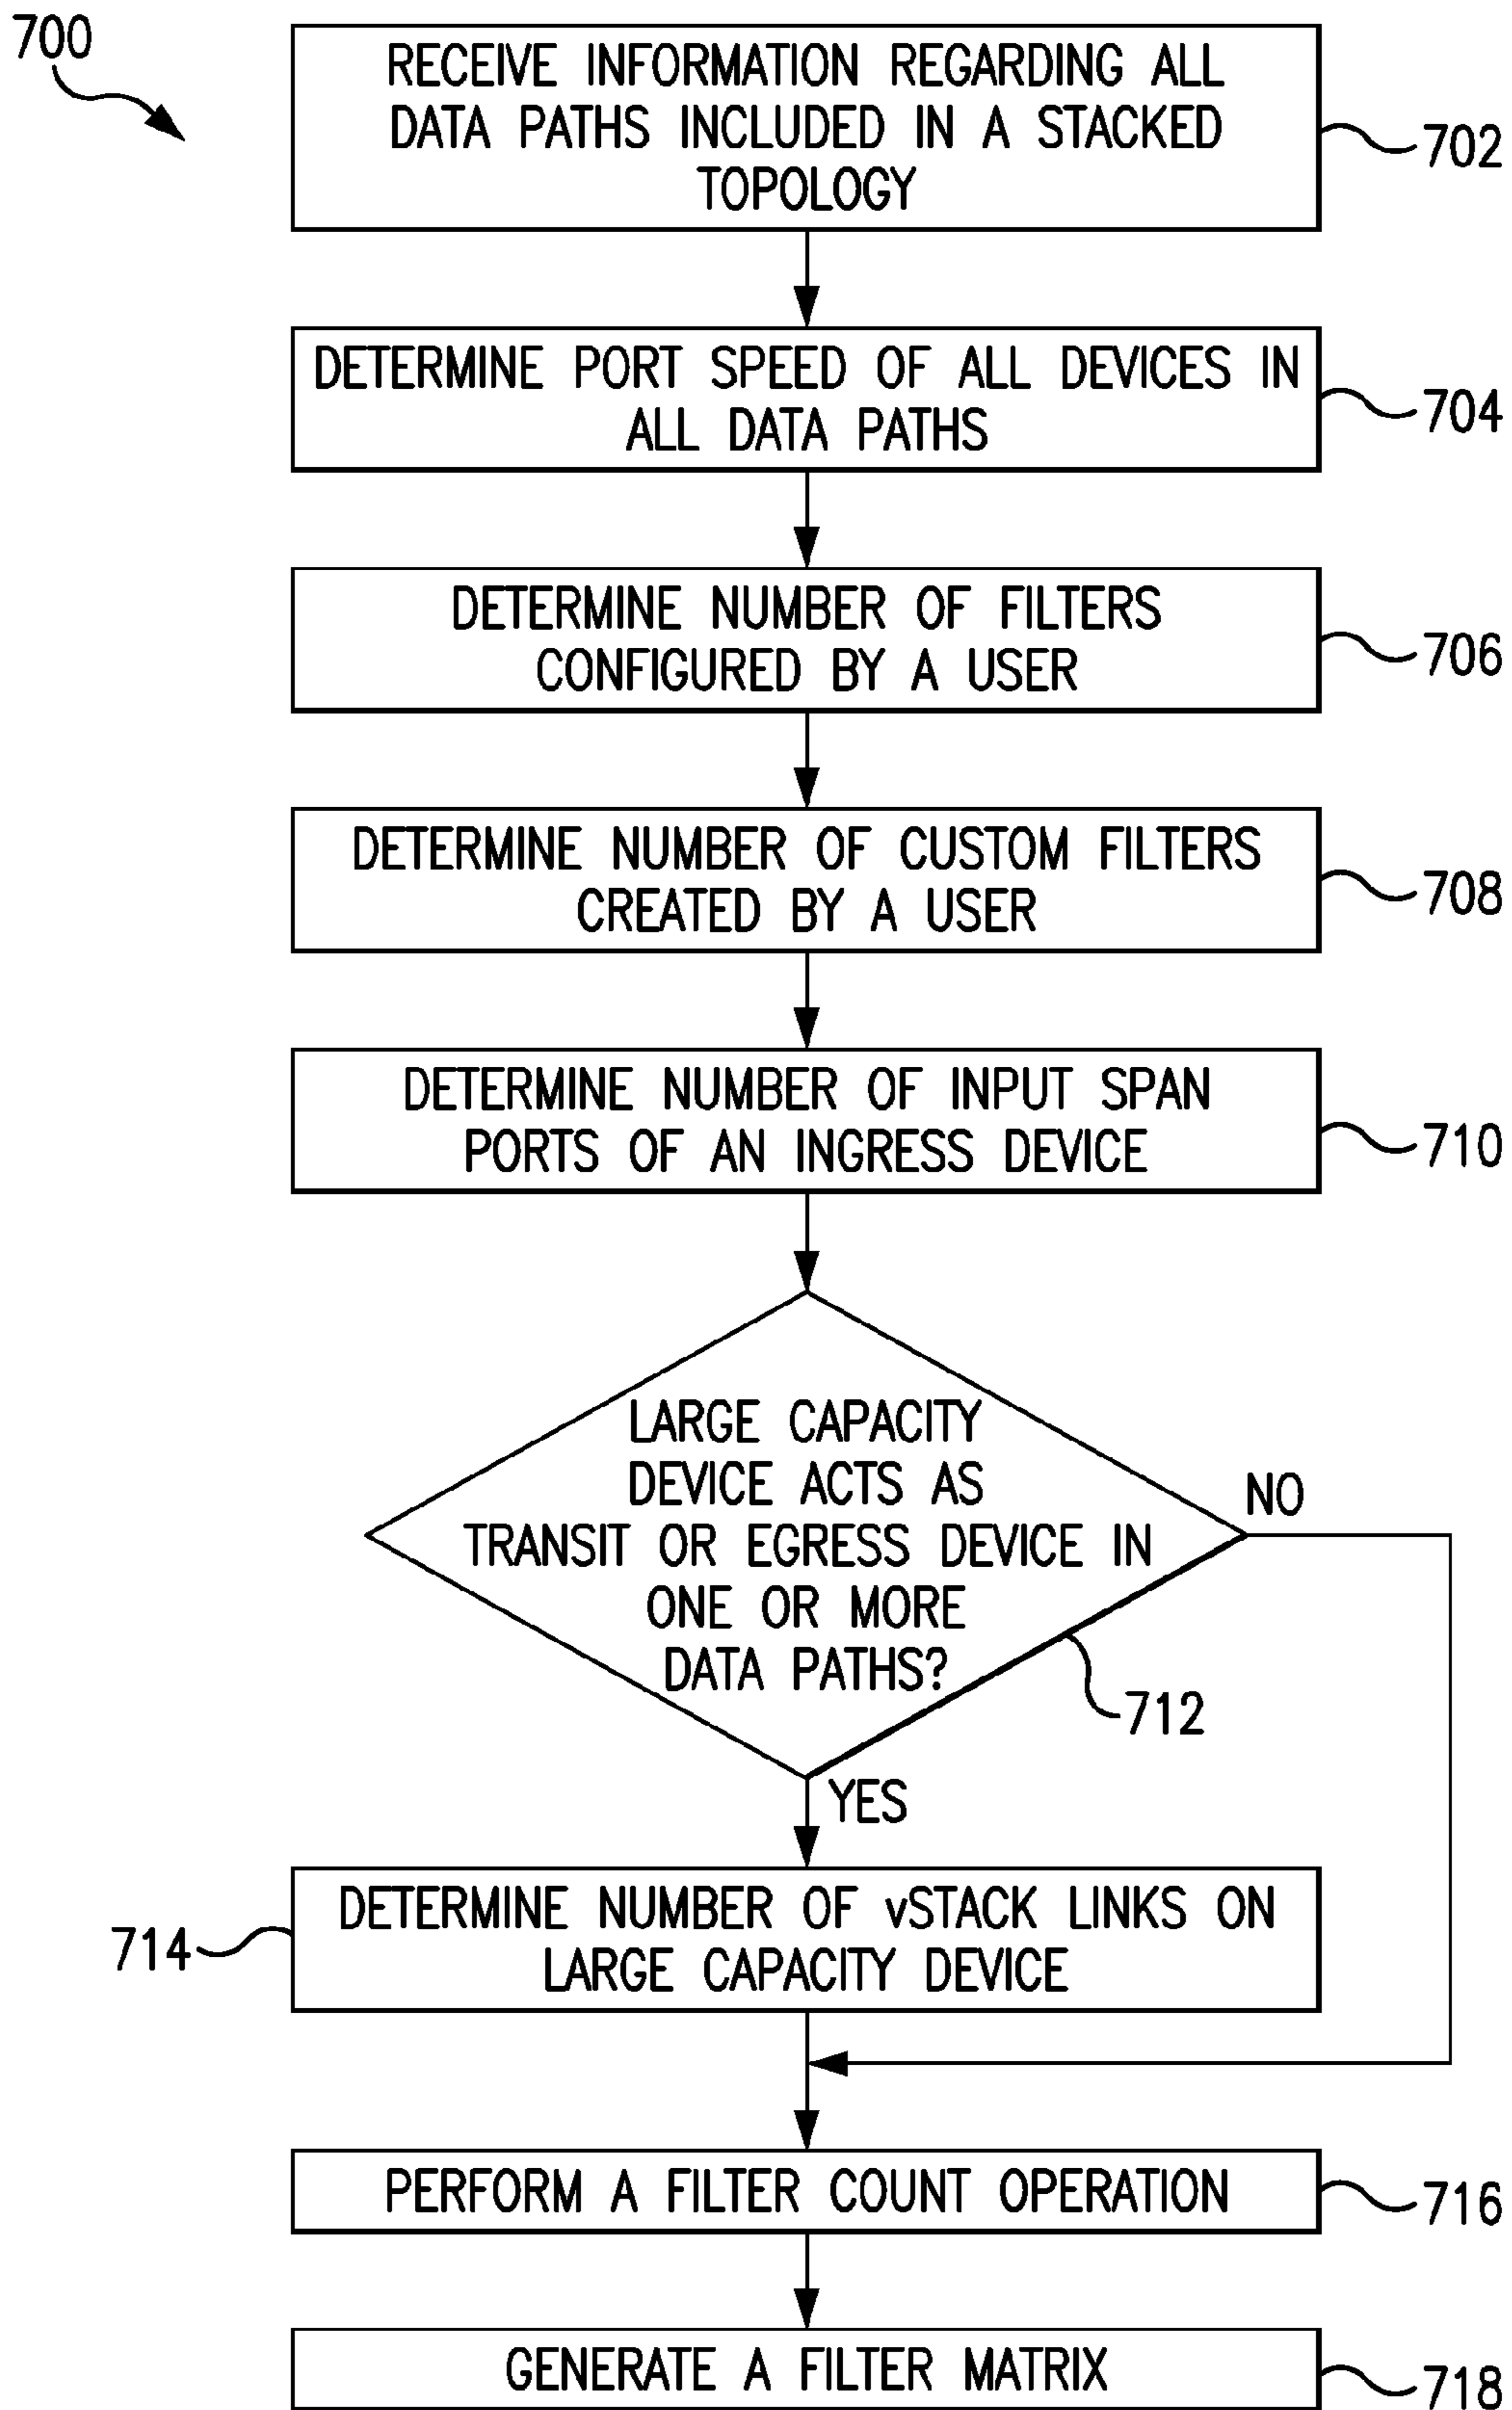 700
RECEIVE INFORMATION REGARDING ALL
DATA PATHS INCLUDED IN A STACKED
TOPOLOGY
702
DETERMINE PORT SPEED OF ALL DEVICES IN
ALL DATA PATHS
704
DETERMINE NUMBER OF FILTERS
CONFIGURED BY A USER
706
DETERMINE NUMBER OF CUSTOM FILTERS
CREATED BY A USER
708
DETERMINE NUMBER OF INPUT SPAN
PORTS OF AN INGRESS DEVICE
710
LARGE CAPACITY
DEVICE ACTS AS
TRANSIT OR EGRESS DEVICE IN
ONE OR MORE
DATA PATHS?
NO
712
YES
DETERMINE NUMBER OF vSTACK LINKS ON
LARGE CAPACITY DEVICE
714
PERFORM A FILTER COUNT OPERATION
716
GENERATE A FILTER MATRIX
718